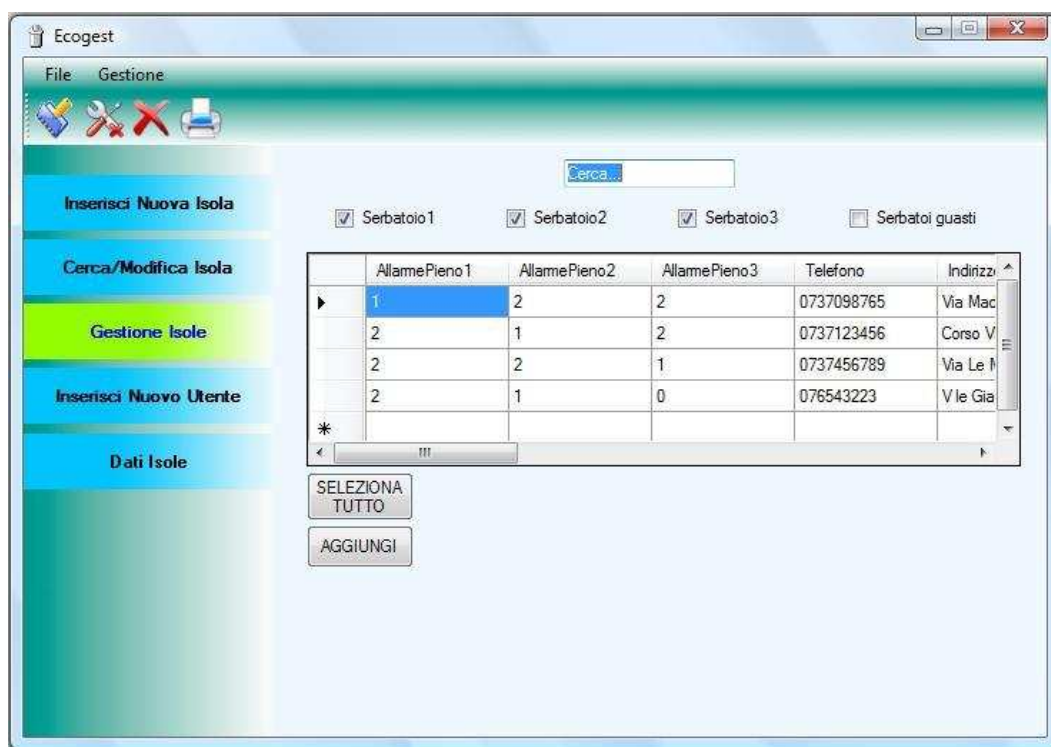 Ecogest
File Gestione
Cerca...
Inserisci Nuova Isola
Serbatoio1 Serbatoio2 Serbatoio3 Serbatoi guasti
Cerca/Modifica Isola
AllarmePieno1 AllarmePieno2 AllarmePieno3 Telefono Indirizz
1 2 2 0737098765 Via Mac
Gestione Isole
2 1 2 0737123456 Corso V
2 2 1 0737456789 Via Le
Inserisci Nuovo Utente
2 1 0 076543223 V le Gia
Dati Isole
SELEZIONA
TUTTO
AGGIUNGI